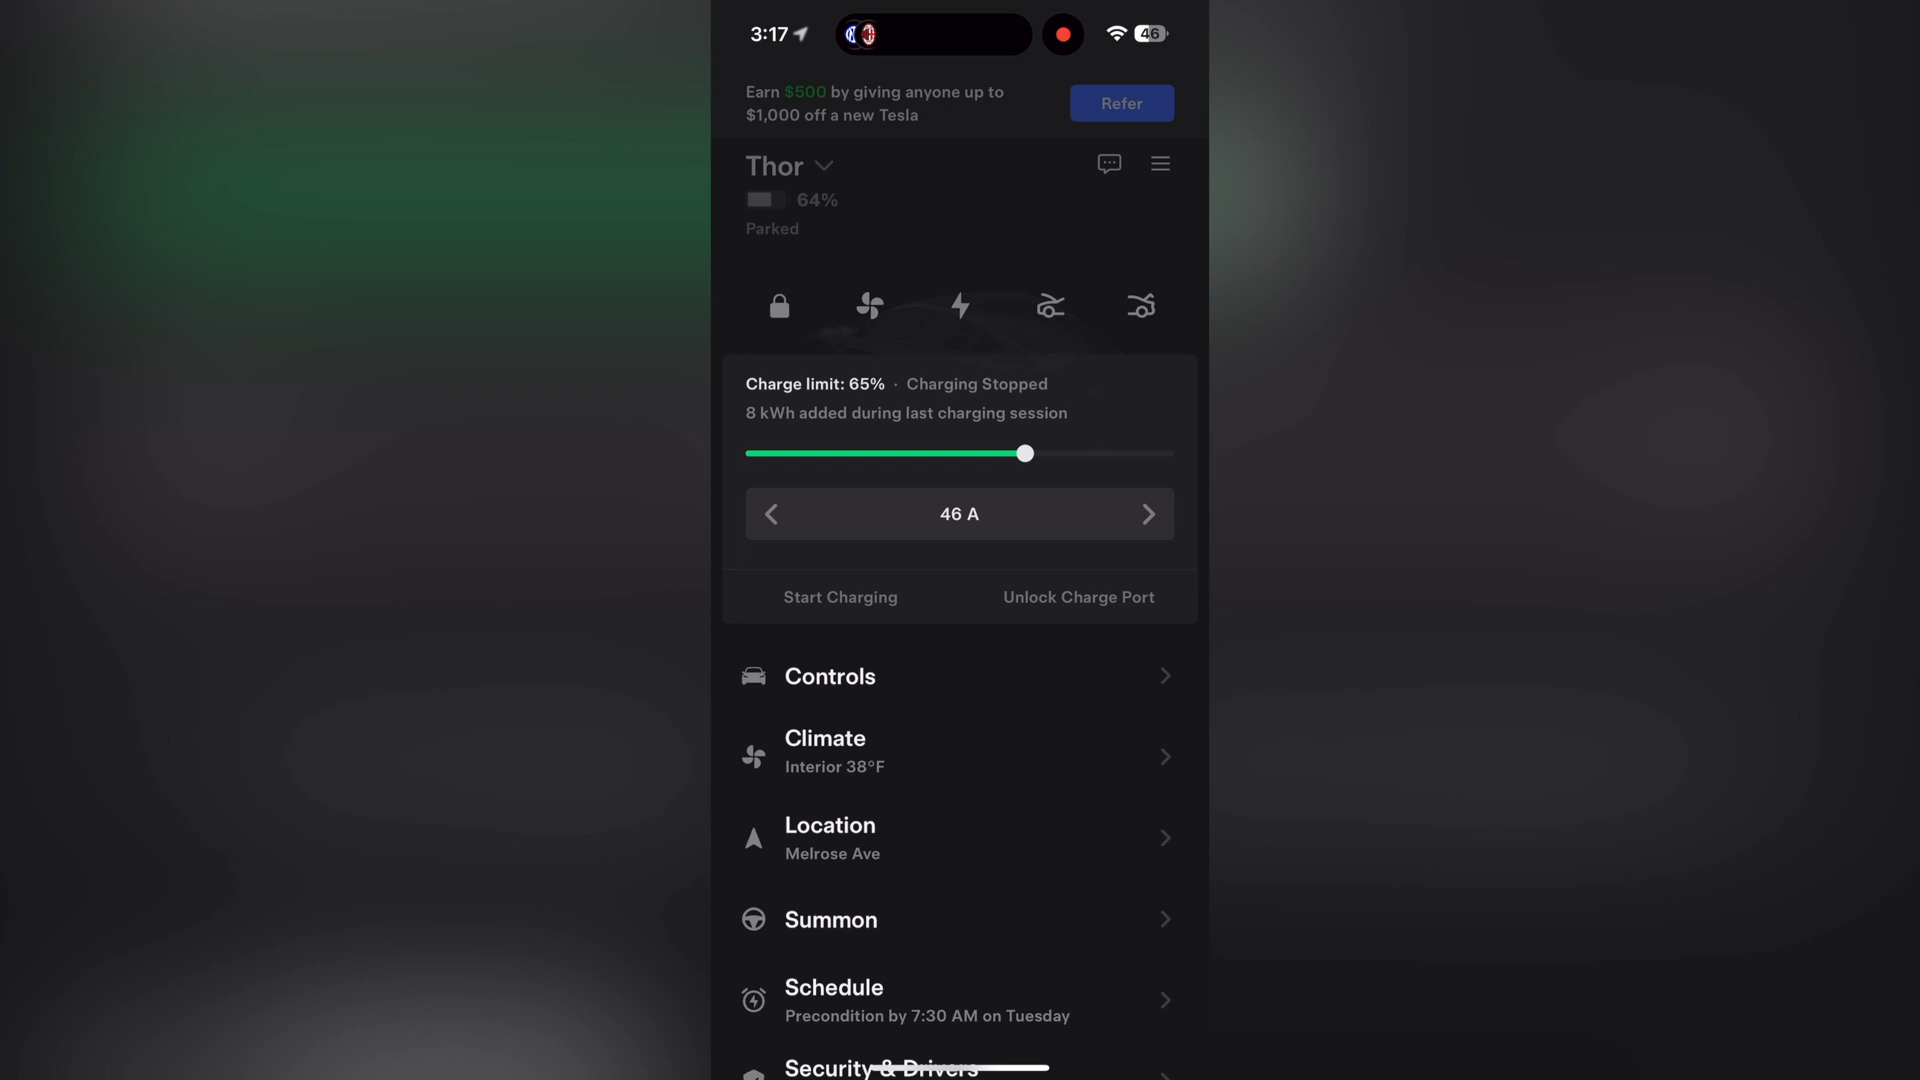 3:17
46
Earn $500 by giving anyone up to
$1,000 off a new Tesla
Refer
Thor
64%
Parked
Charge limit: 65% · Charging Stopped
8 kWh added during last charging session
46 A
Start Charging
Unlock Charge Port
Controls
Climate
Interior 38°F
Location
Melrose Ave
Summon
Schedule
Precondition by 7:30 AM on Tuesday
Security & Drivers